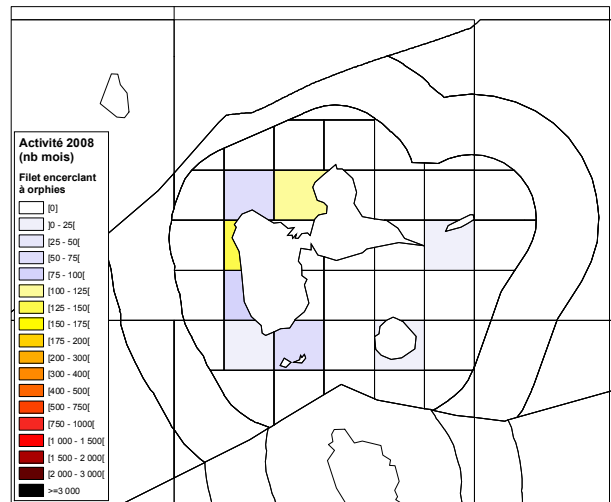 Activité 2008
(nb mois)
Filet encerclant
à orphies
[0]
]0 - 25[
[25 - 50[
[50 - 75[
[75 - 100[
[100 - 125[
[125 - 150[
[150 - 175[
[175 - 200[
[200 - 300[
[300 - 400[
[400 - 500[
[500 - 750[
[750 - 1000[
[1 000 - 1 500[
[1 500 - 2 000[
[2 000 - 3 000[
>=3 000